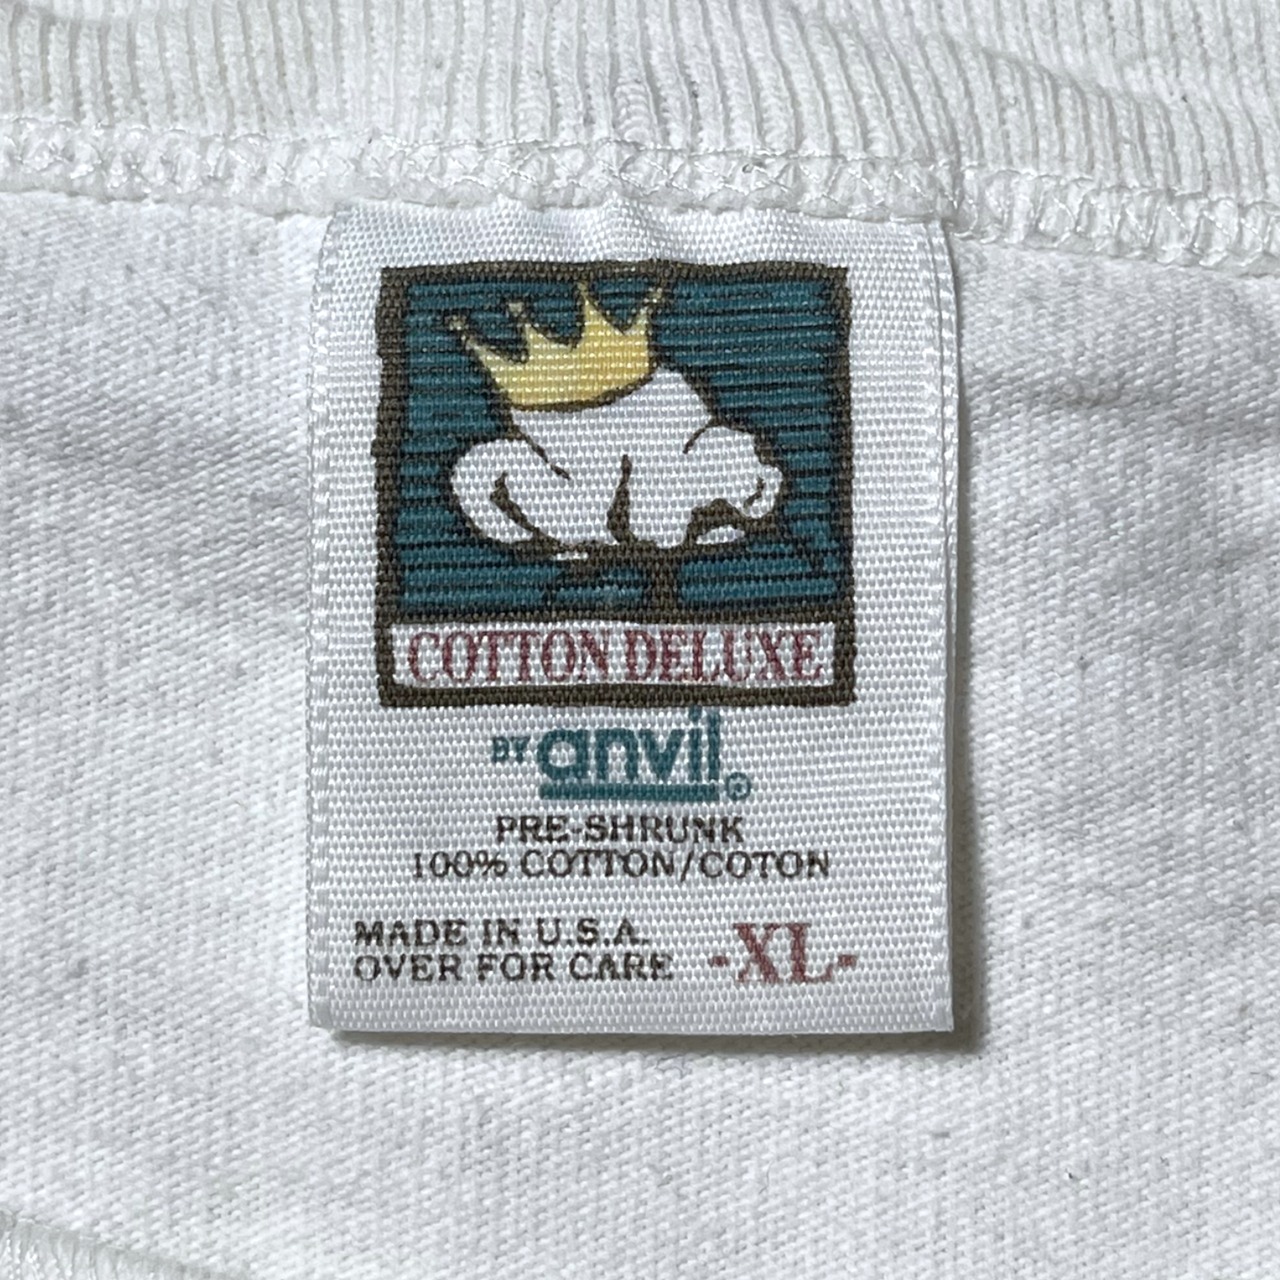 COTTON DELUXE
BY anvil®
PRE-SHRUNK
100% COTTON/COTON
MADE IN U.S.A.
OVER FOR CARE -XL-